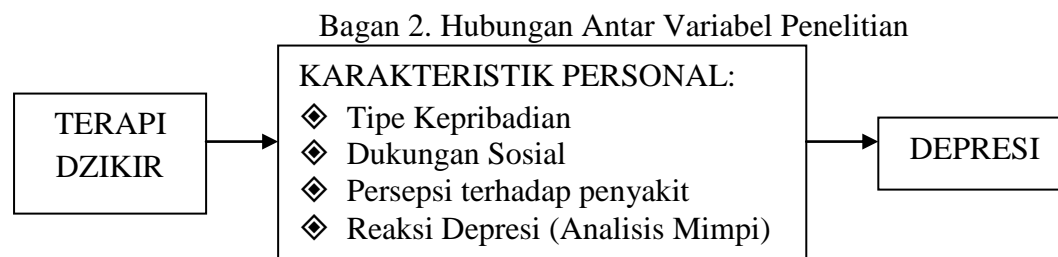 Bagan 2. Hubungan Antar Variabel Penelitian
TERAPI
DZIKIR
KARAKTERISTIK PERSONAL:
Tipe Kepribadian
Dukungan Sosial
Persepsi terhadap penyakit
Reaksi Depresi (Analisis Mimpi)
DEPRESI